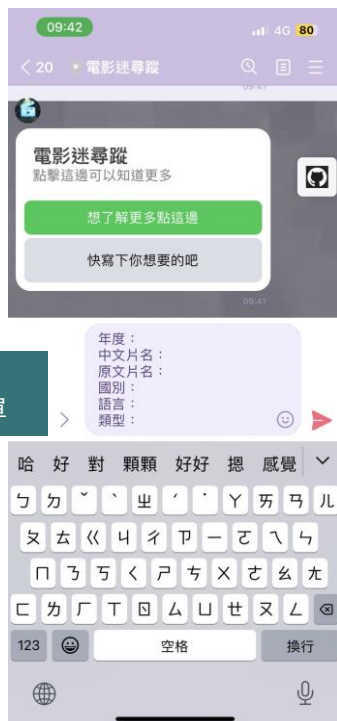 09:42
4G 80
20 電影迷尋蹤
09:41
電影迷尋蹤
點擊這邊可以知道更多
想了解更多點這邊
快寫下你想要的吧
09:41
年度：
中文片名：
原文片名：
國別：
語言：
類型：
哈 好 對 顆顆 好好 摁 感覺
ㄅ ㄉ ˇ ˋ ㄓ ˊ ˙ ㄚ ㄞ ㄢ ㄦ
ㄆ ㄊ ㄍ ㄐ ㄔ ㄗ ㄧ ㄛ ㄟ ㄣ
ㄇ ㄋ ㄎ ㄑ ㄕ ㄘ ㄨ ㄜ ㄠ ㄤ
ㄈ ㄌ ㄏ ㄒ ㄖ ㄙ ㄩ ㄝ ㄡ ㄥ
123 空格 換行